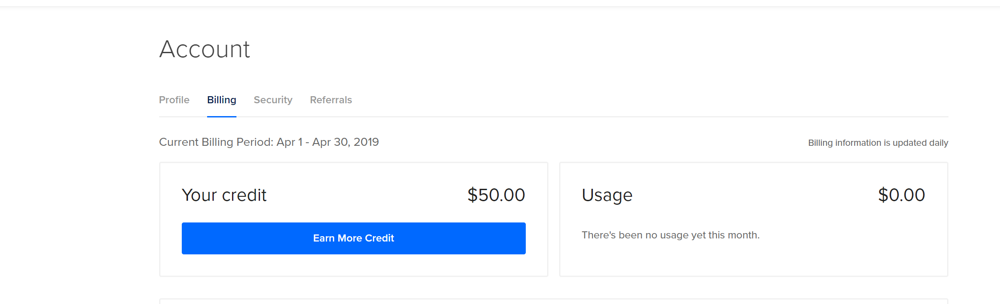 Account
Profile Billing Security Referrals
Current Billing Period: Apr 1 - Apr 30, 2019
Billing information is updated daily
Your credit $50.00
Earn More Credit
Usage $0.00
There's been no usage yet this month.